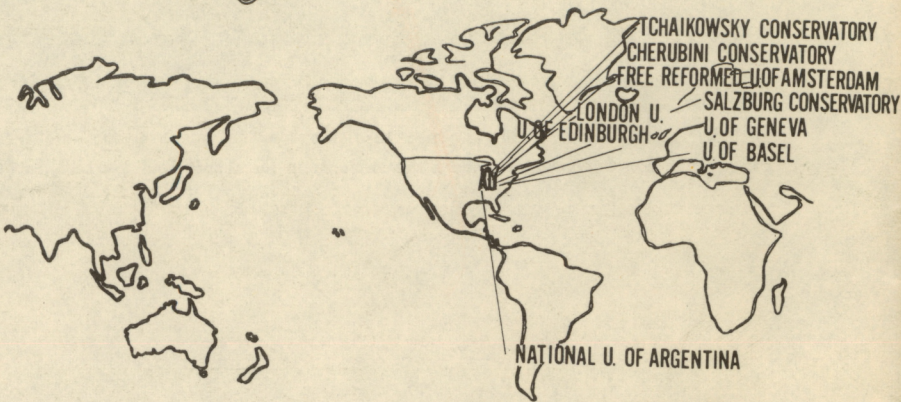 TCHAIKOWSKY CONSERVATORY
CHERUBINI CONSERVATORY
FREE REFORMED U.OF AMSTERDAM
SALZBURG CONSERVATORY
LONDON U.
U. OF EDINBURGH
U. OF GENEVA
U. OF BASEL
NATIONAL U. OF ARGENTINA